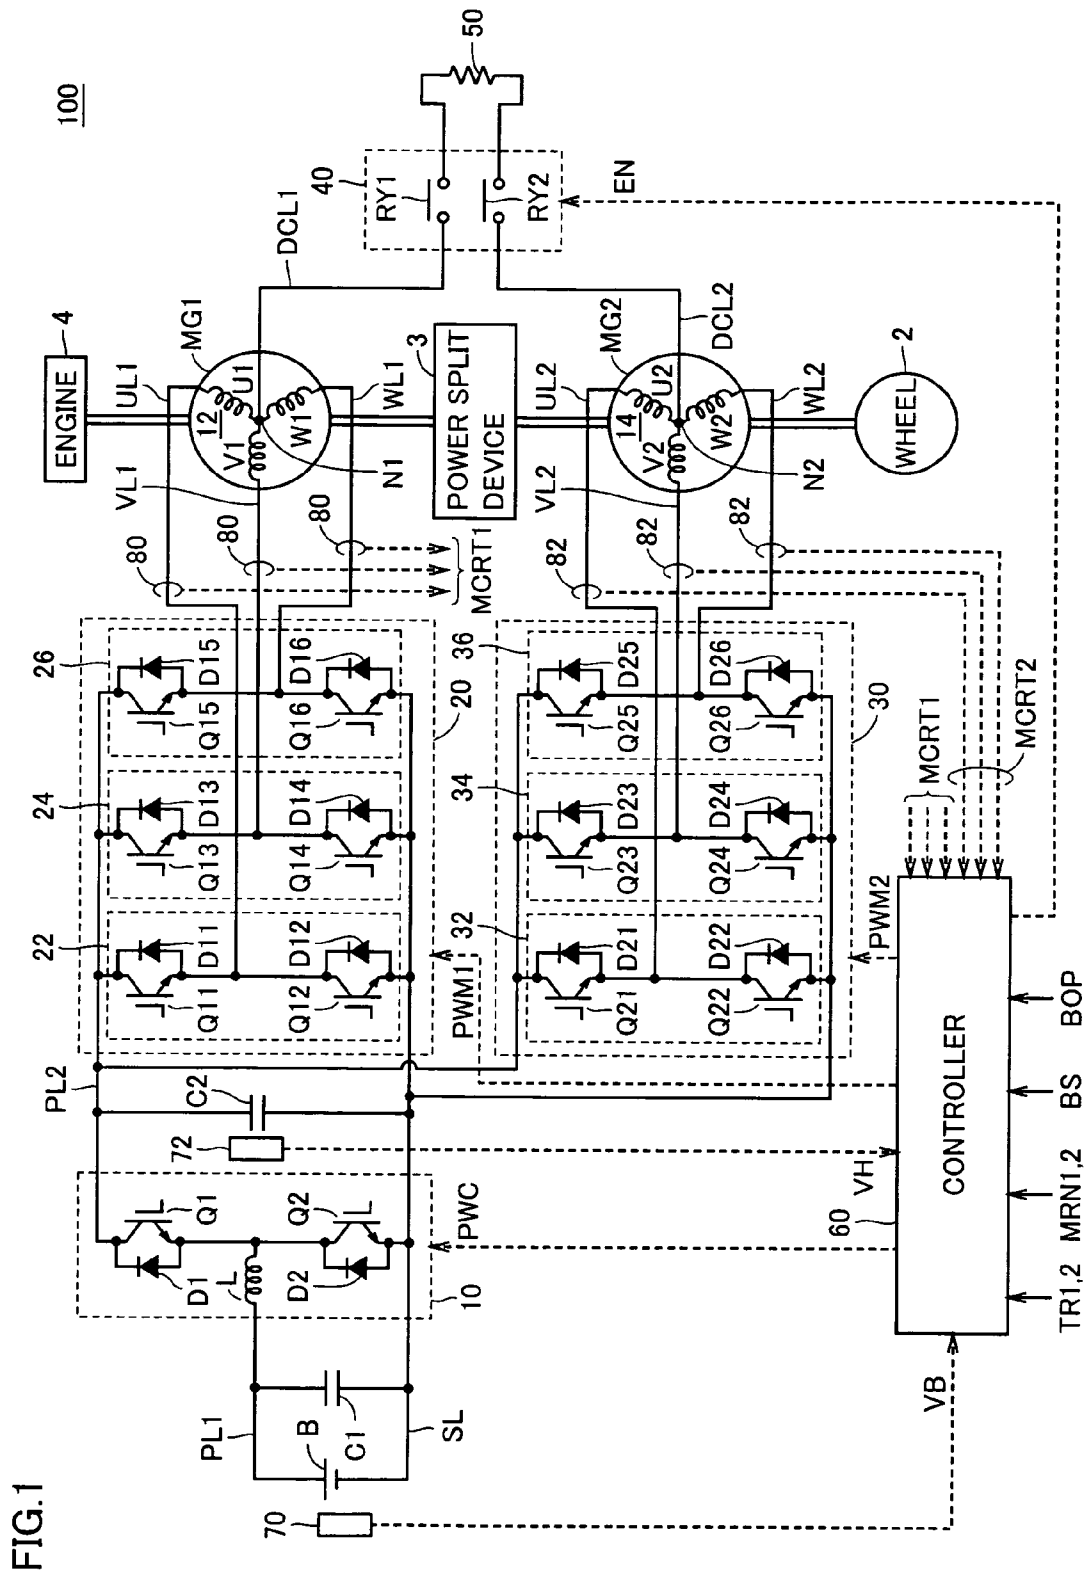 FIG.1
100
ENGINE
4
UL1
MG1
DCL1
40
RY1
RY2
50
EN
VL1
12
U1
V1
W1
N1
WL1
POWER SPLIT
DEVICE
3
UL2
MG2
DCL2
VL2
14
U2
V2
W2
N2
WL2
WHEEL
2
80
80
80
MCRT1
82
82
82
26
D15
Q15
D16
Q16
20
24
D13
Q13
D14
Q14
22
D11
Q11
D12
Q12
PWM1
36
D25
Q25
D26
Q26
30
34
D23
Q23
D24
Q24
32
D21
Q21
D22
Q22
PWM2
MCRT1
MCRT2
PL2
C2
72
VH
Q1
D1
L
Q2
D2
10
PWC
60
CONTROLLER
PL1
B
C1
SL
70
VB
TR1,2
MRN1,2
BS
BOP